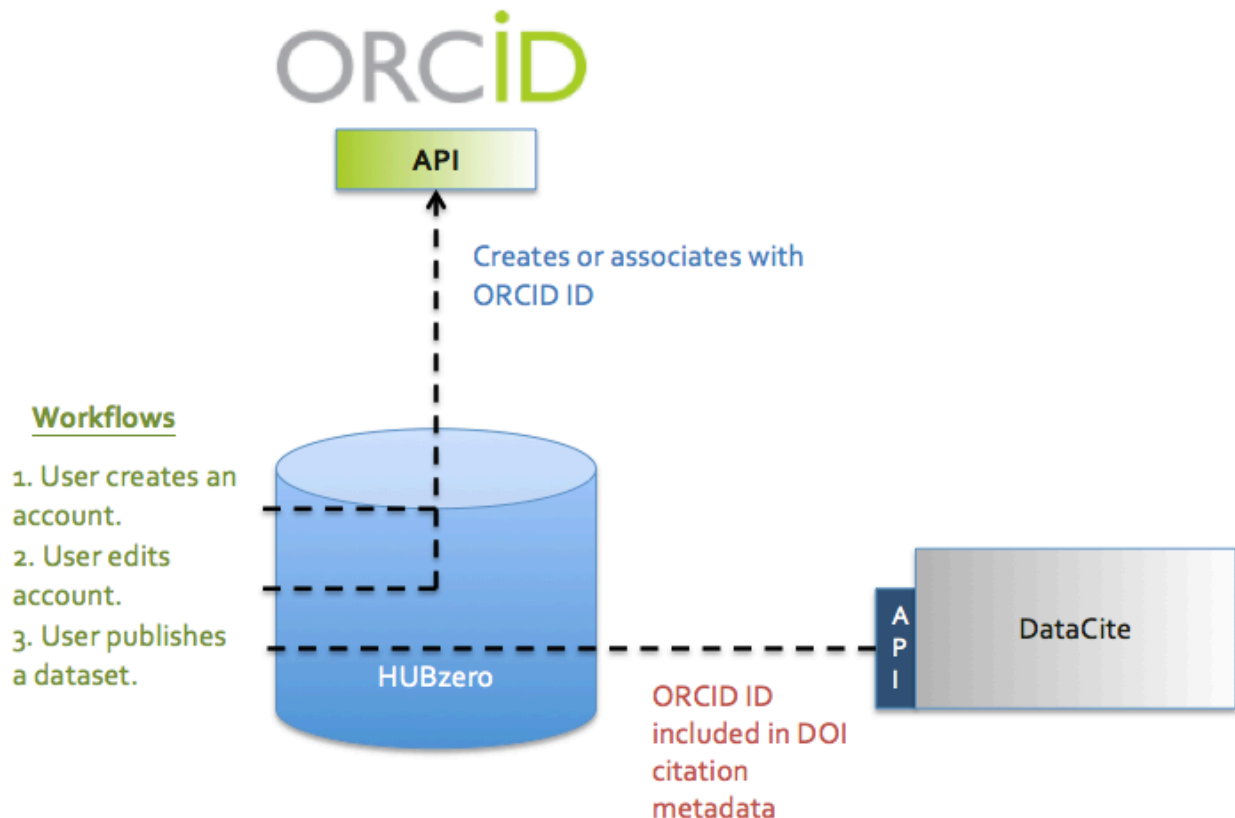 ORCiD
API
Creates or associates with
ORCID ID
Workflows
1. User creates an
account.
2. User edits
account.
3. User publishes
a dataset.
HUBzero
API
DataCite
ORCID ID
included in DOI
citation
metadata